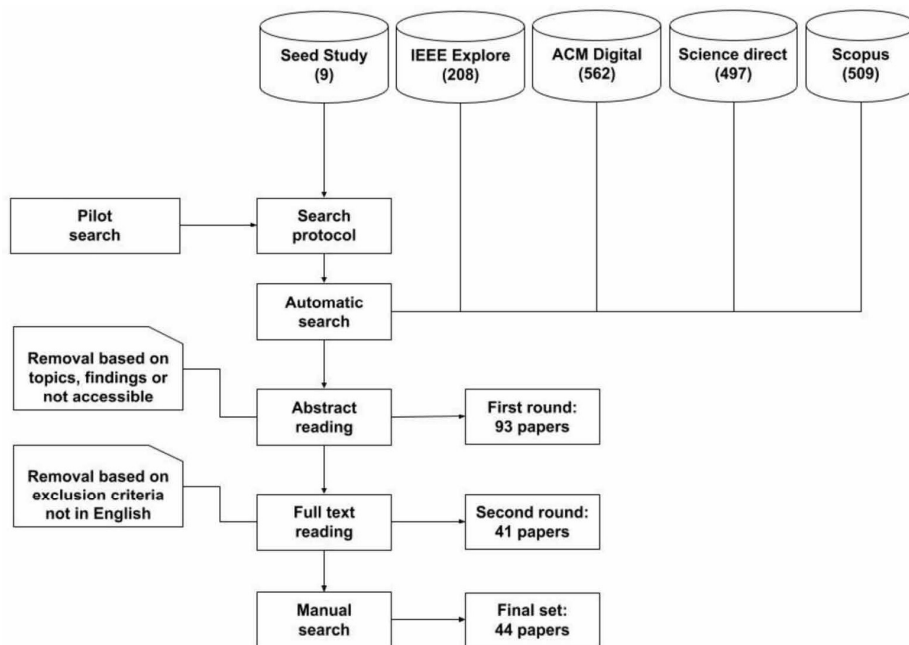 Seed Study
(9)
IEEE Explore
(208)
ACM Digital
(562)
Science direct
(497)
Scopus
(509)
Pilot
search
Search
protocol
Automatic
search
Removal based on
topics, findings or
not accessible
Abstract
reading
First round:
93 papers
Removal based on
exclusion criteria
not in English
Full text
reading
Second round:
41 papers
Manual
search
Final set:
44 papers